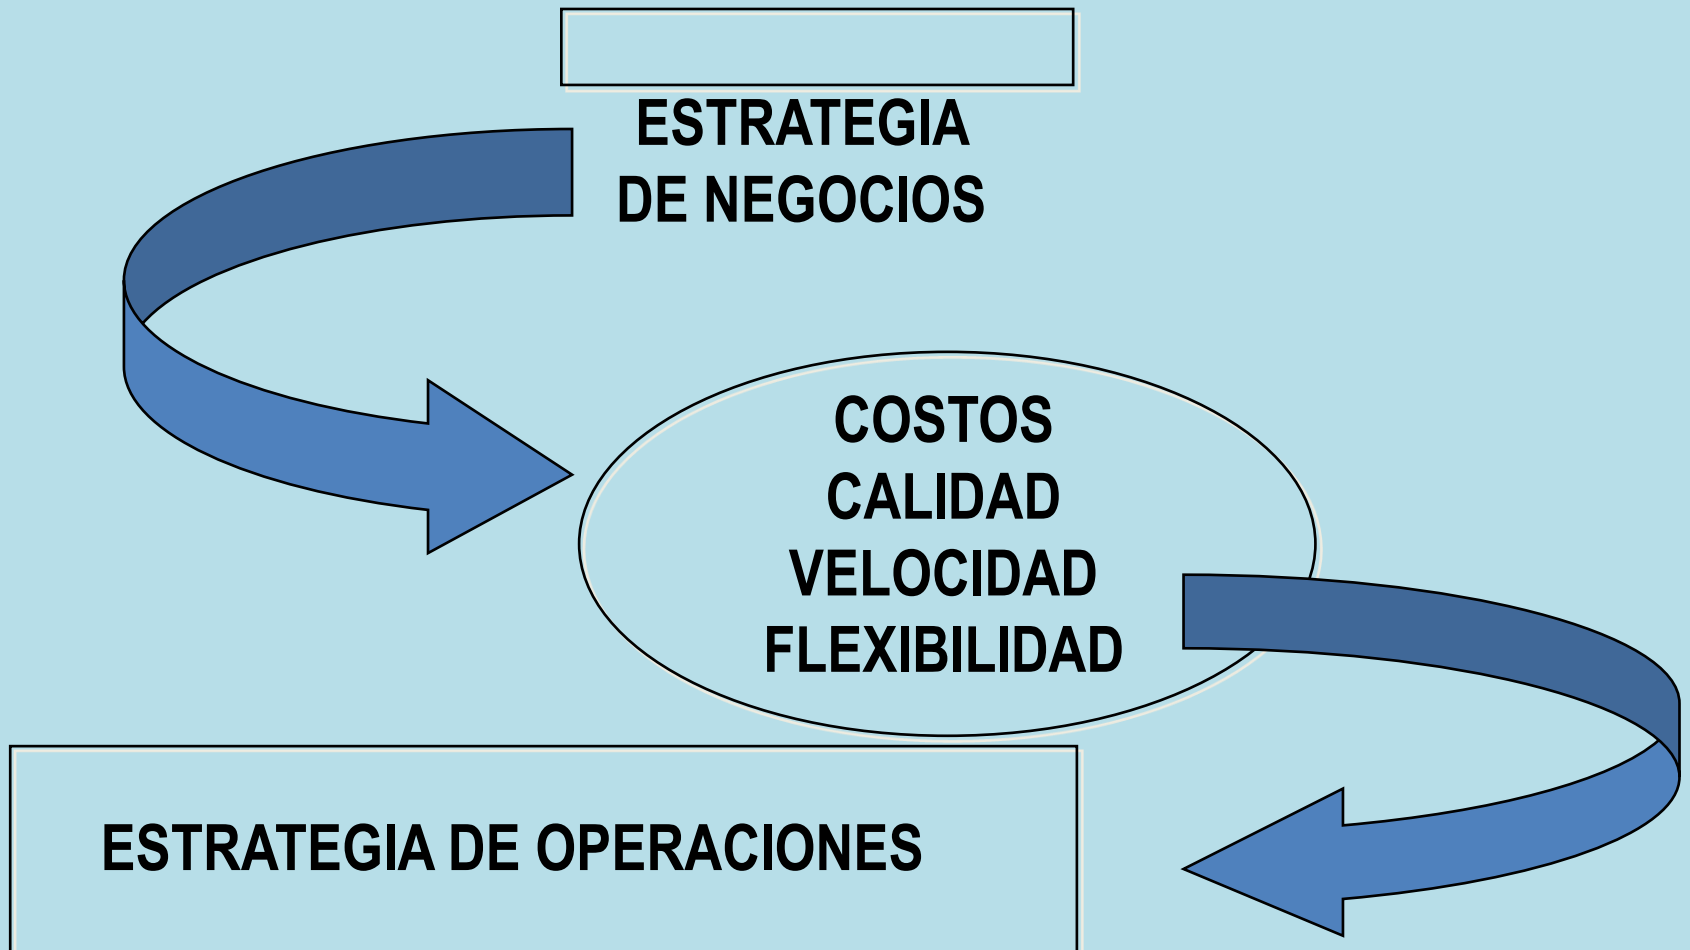 ESTRATEGIA
DE NEGOCIOS
COSTOS
CALIDAD
VELOCIDAD
FLEXIBILIDAD
ESTRATEGIA DE OPERACIONES